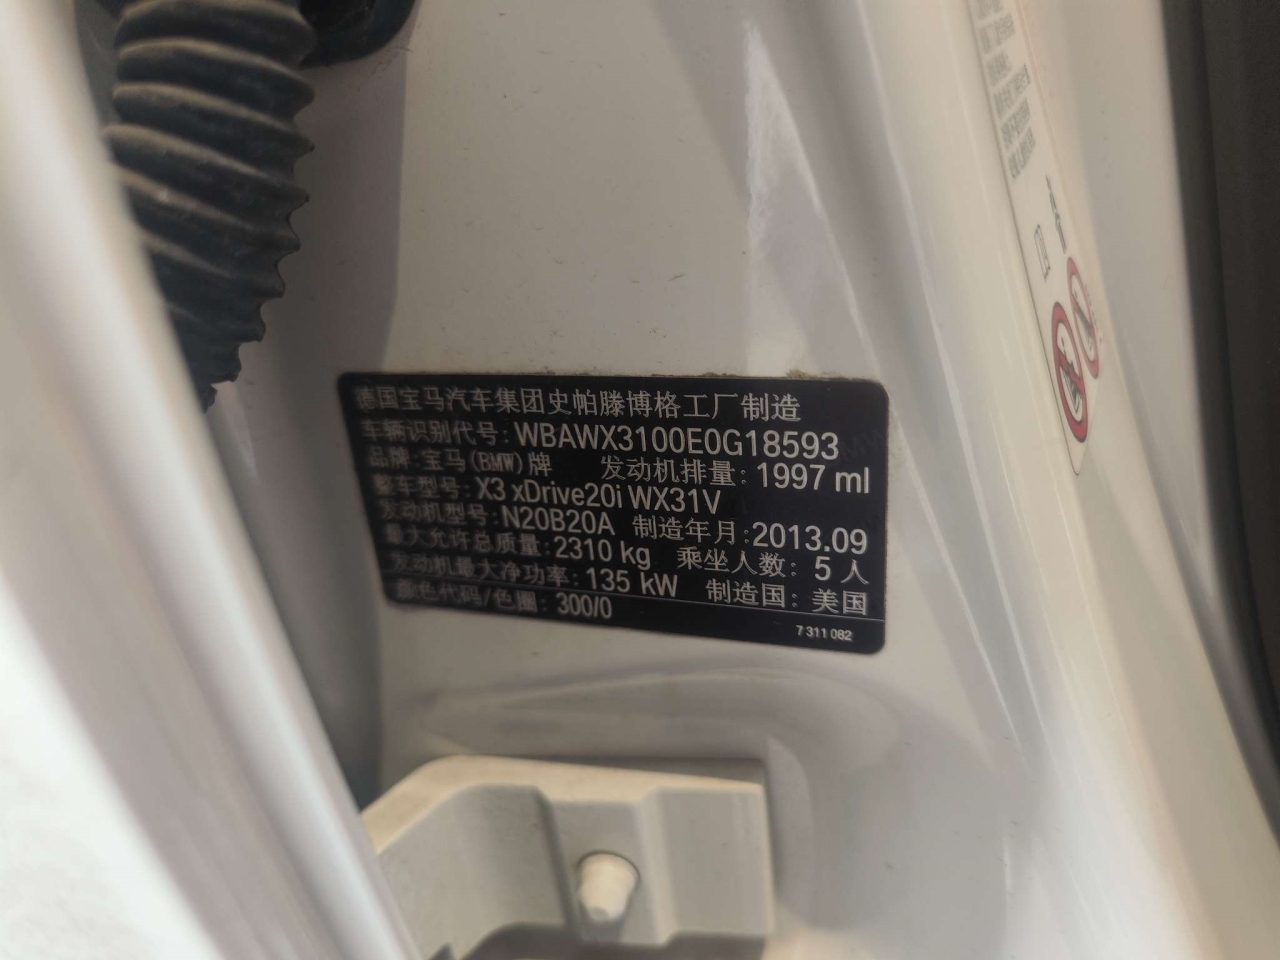 德国宝马汽车集团史帕滕博格工厂制造
车辆识别代号: WBAWX3100E0G18593
品牌: 宝马(BMW)牌 发动机排量: 1997 ml
整车型号: X3 xDrive20i WX31V
发动机型号: N20B20A 制造年月: 2013.09
最大允许总质量: 2310 kg 乘坐人数: 5 人
发动机最大净功率: 135 kW 制造国: 美国
颜色代码/色圈: 300/0
7 311 082